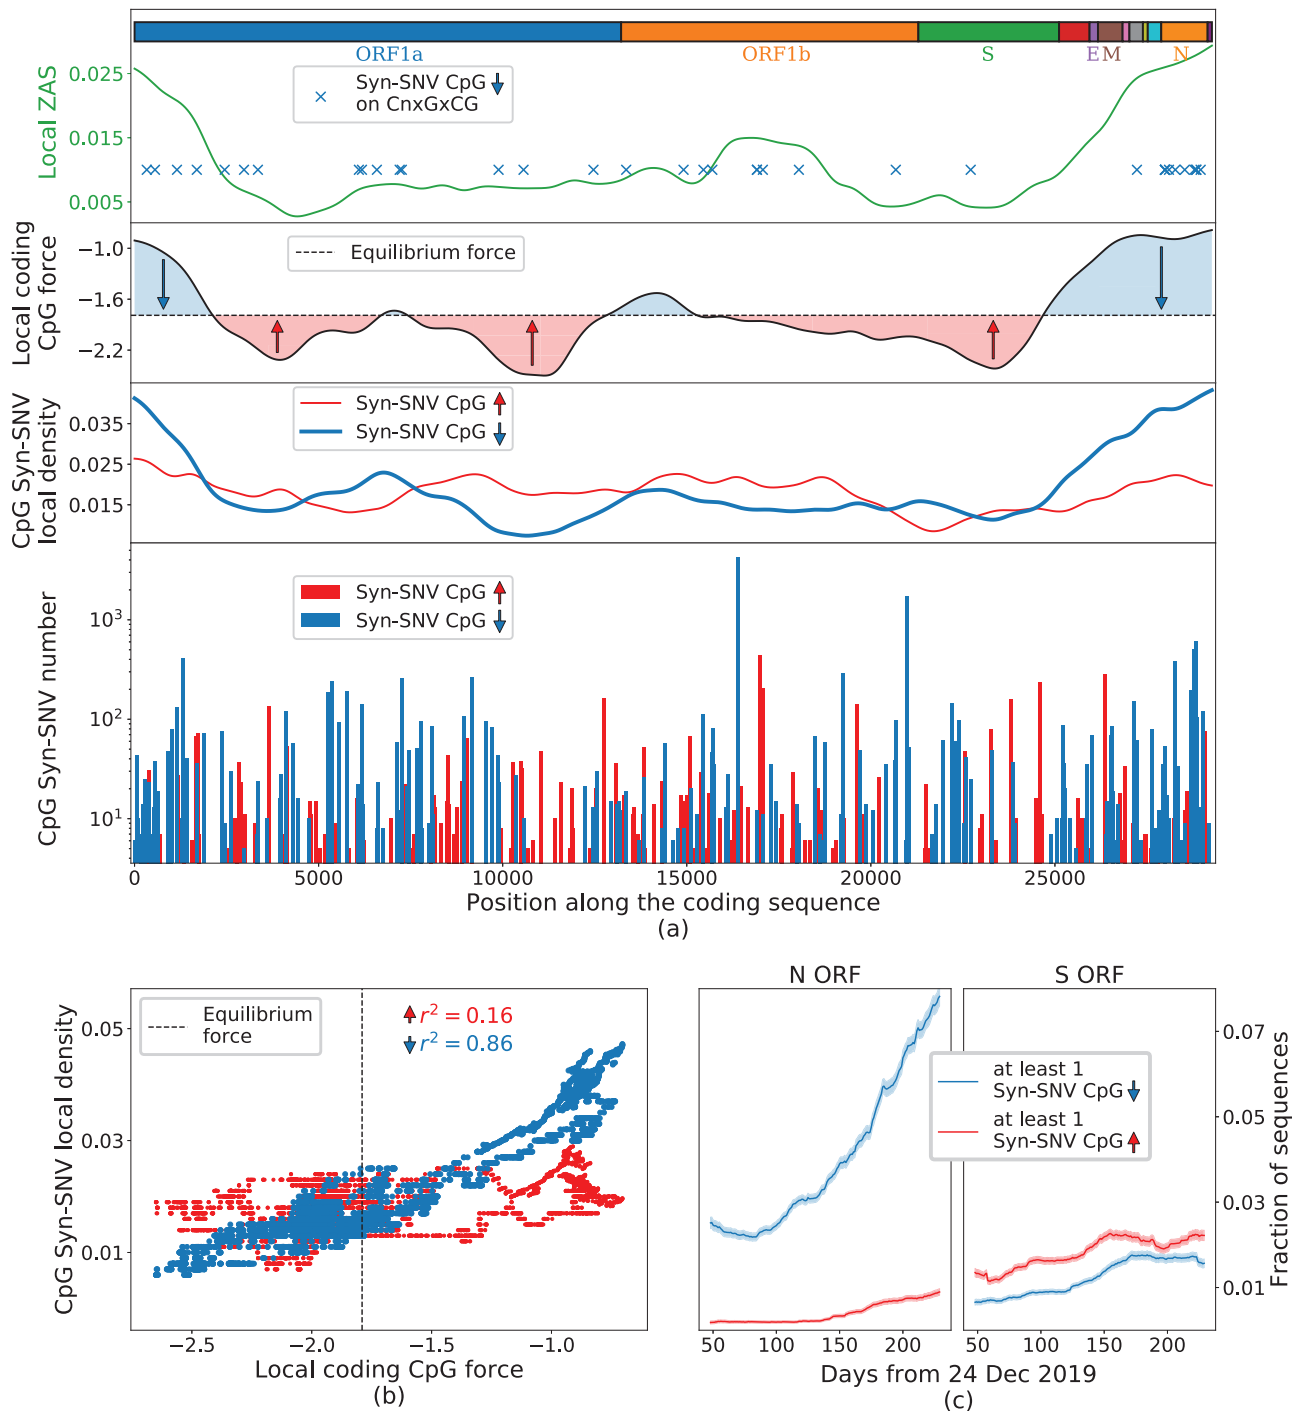 ORF1a
ORF1b
S
E M
N
Local ZAS
0.025
0.015
0.005
Syn-SNV CpG
on CnxGxCG
Local coding
CpG force
−1.0
−1.6
−2.2
Equilibrium force
CpG Syn-SNV
local density
0.035
0.025
0.015
Syn-SNV CpG
Syn-SNV CpG
CpG Syn-SNV number
10³
10²
10¹
Syn-SNV CpG
Syn-SNV CpG
0 5000 10000 15000 20000 25000
Position along the coding sequence
(a)
CpG Syn-SNV local density
0.05
0.03
0.01
Equilibrium
force
r² = 0.16
r² = 0.86
−2.5 −2.0 −1.5 −1.0
Local coding CpG force
(b)
N ORF
S ORF
at least 1
Syn-SNV CpG
at least 1
Syn-SNV CpG
0.07
0.05
0.03
0.01
Fraction of sequences
50 100 150 200
50 100 150 200
Days from 24 Dec 2019
(c)